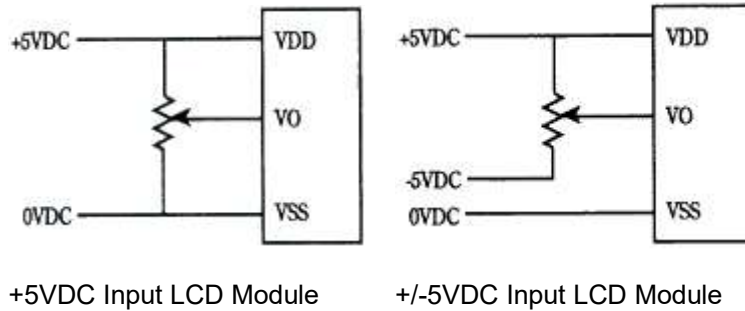 +5VDC VDD
VO
0VDC VSS
+5VDC Input LCD Module
+5VDC VDD
VO
-5VDC
0VDC VSS
+/-5VDC Input LCD Module